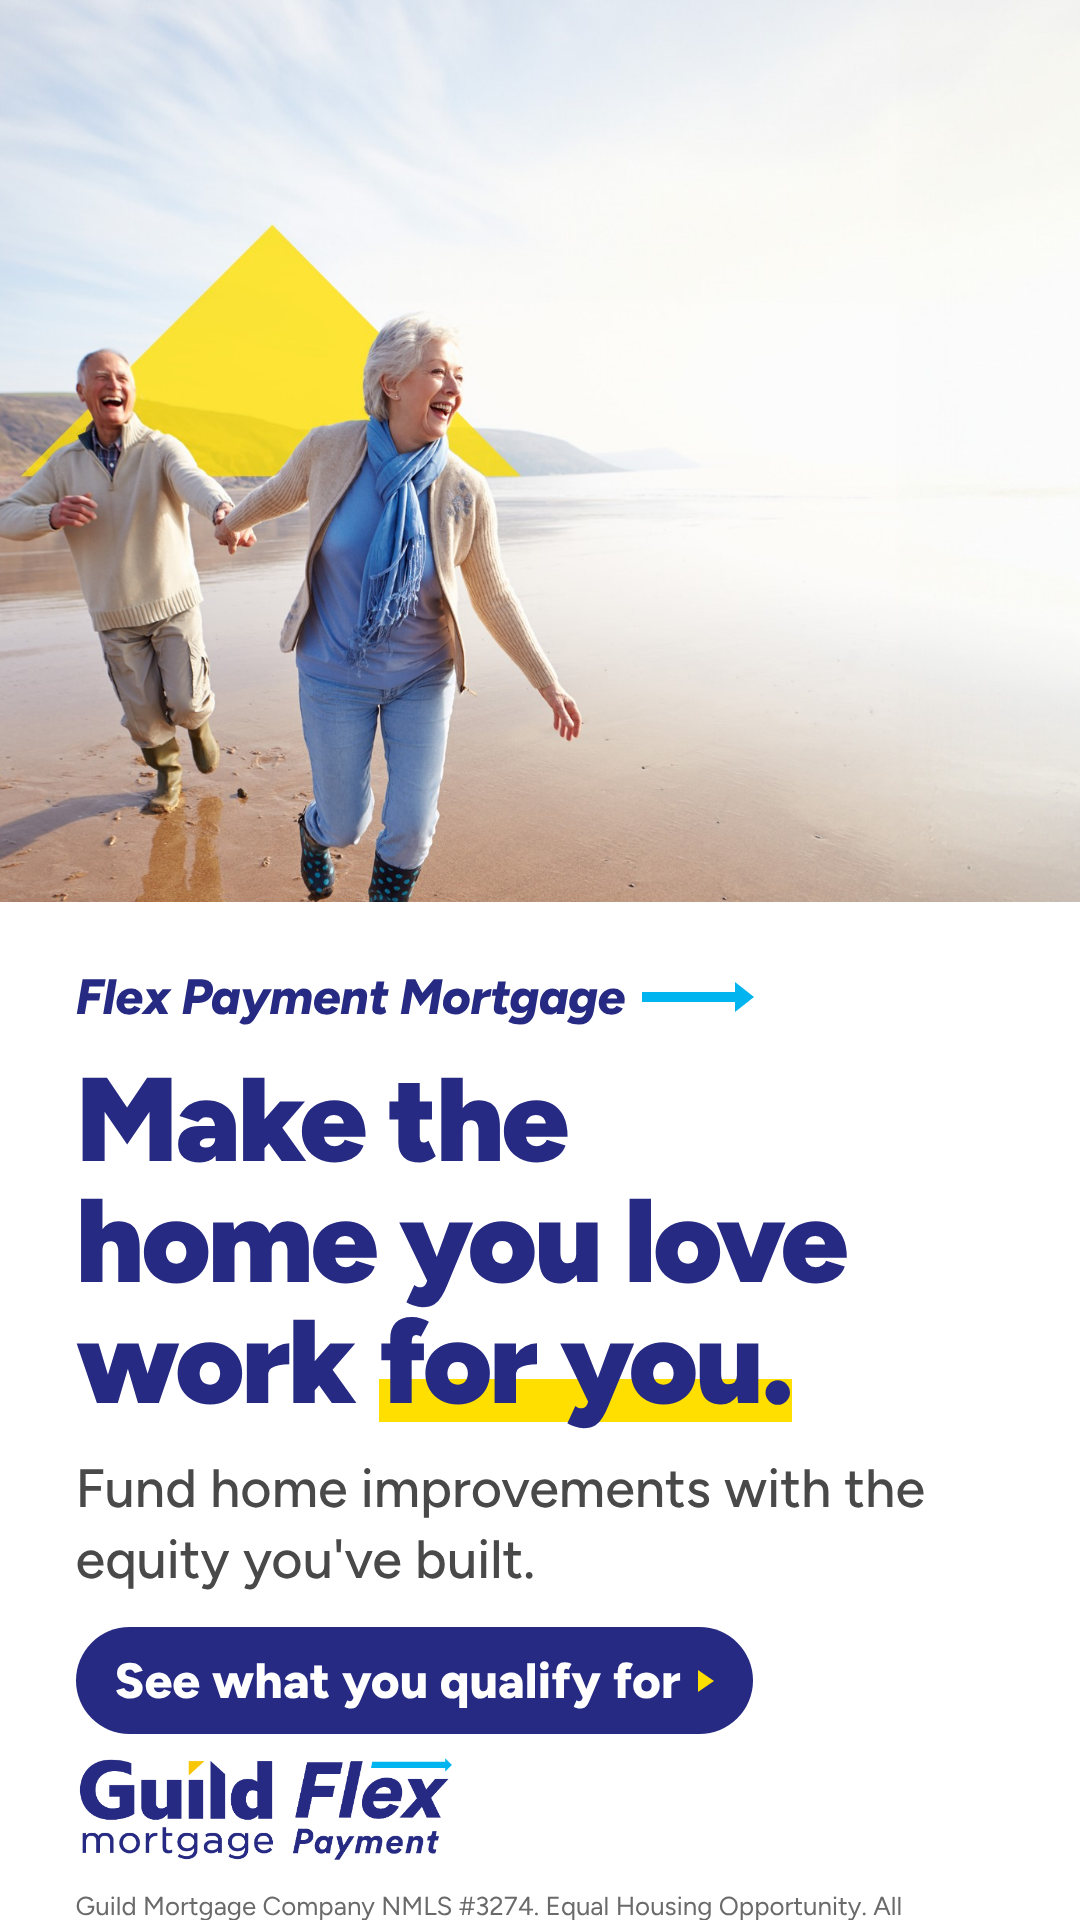 Flex Payment Mortgage
Make the
home you love
work for you.
Fund home improvements with the
equity you've built.
See what you qualify for
Guild Flex
mortgage Payment
Guild Mortgage Company NMLS #3274. Equal Housing Opportunity. All